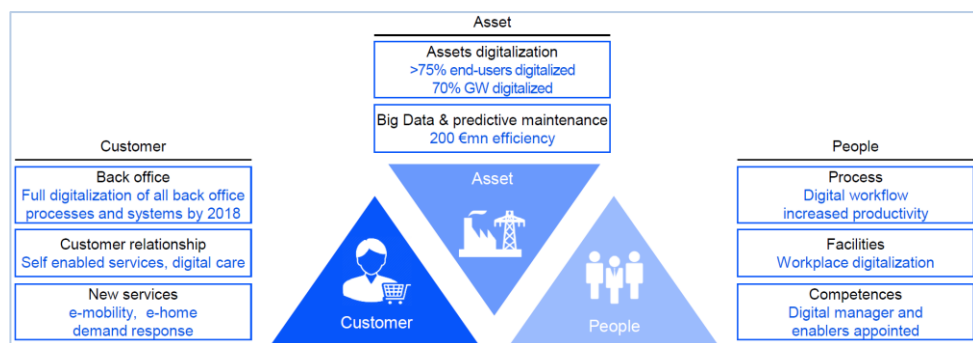 Asset
Assets digitalization
>75% end-users digitalized
70% GW digitalized
Big Data & predictive maintenance
200 €mn efficiency
Customer
Back office
Full digitalization of all back office
processes and systems by 2018
Customer relationship
Self enabled services, digital care
New services
e-mobility, e-home
demand response
Asset
Customer
People
People
Process
Digital workflow
increased productivity
Facilities
Workplace digitalization
Competences
Digital manager and
enablers appointed